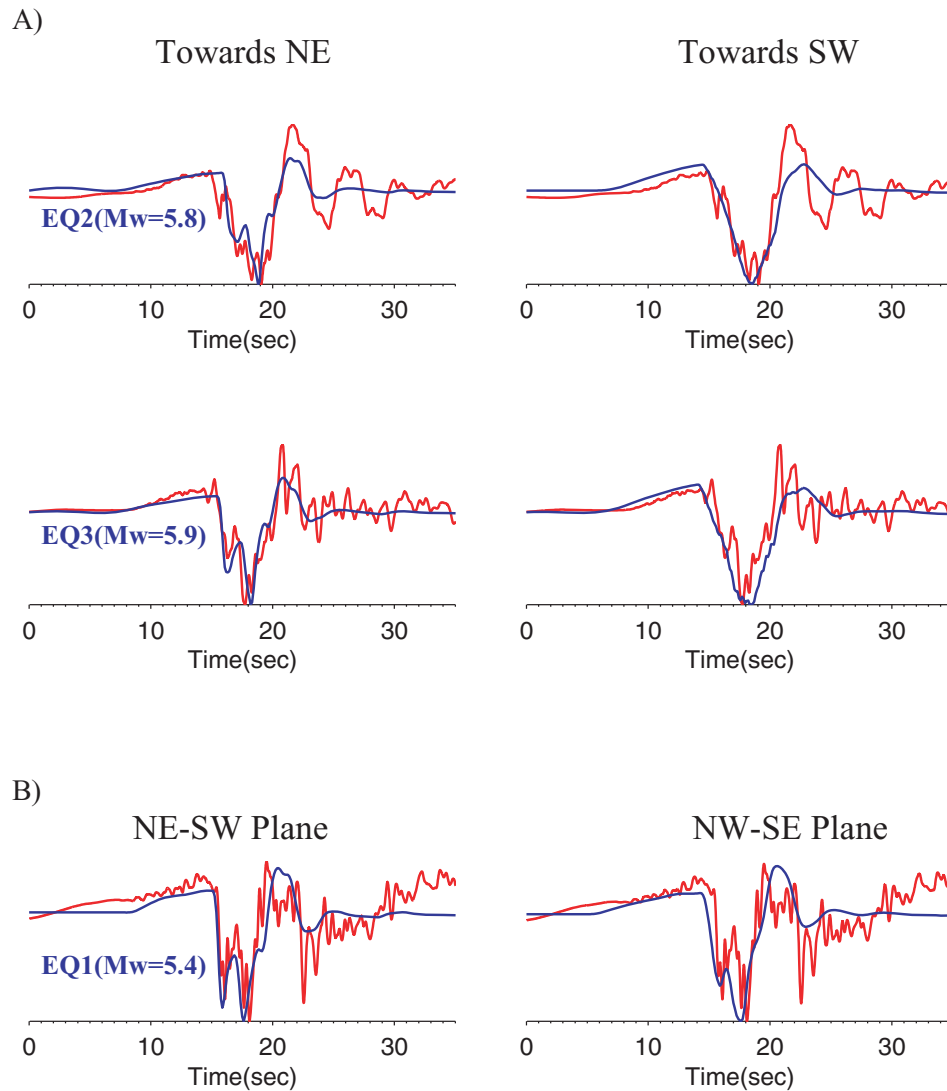 A)
Towards NE
Towards SW
EQ2(Mw=5.8)
0 10 20 30
Time(sec)
0 10 20 30
Time(sec)
EQ3(Mw=5.9)
0 10 20 30
Time(sec)
0 10 20 30
Time(sec)
B)
NE-SW Plane
NW-SE Plane
EQ1(Mw=5.4)
0 10 20 30
Time(sec)
0 10 20 30
Time(sec)